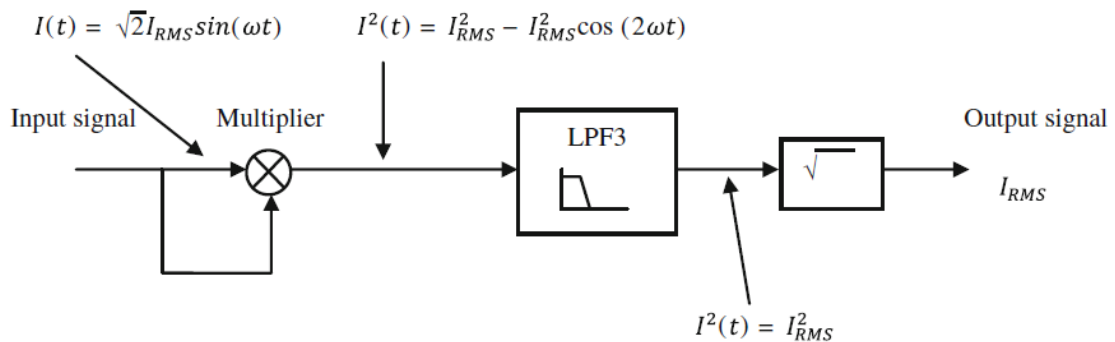 I(t) = √2I_RMS sin(ωt)
I²(t) = I²_RMS − I²_RMS cos (2ωt)
Input signal
Multiplier
LPF3
√
Output signal
I_RMS
I²(t) = I²_RMS